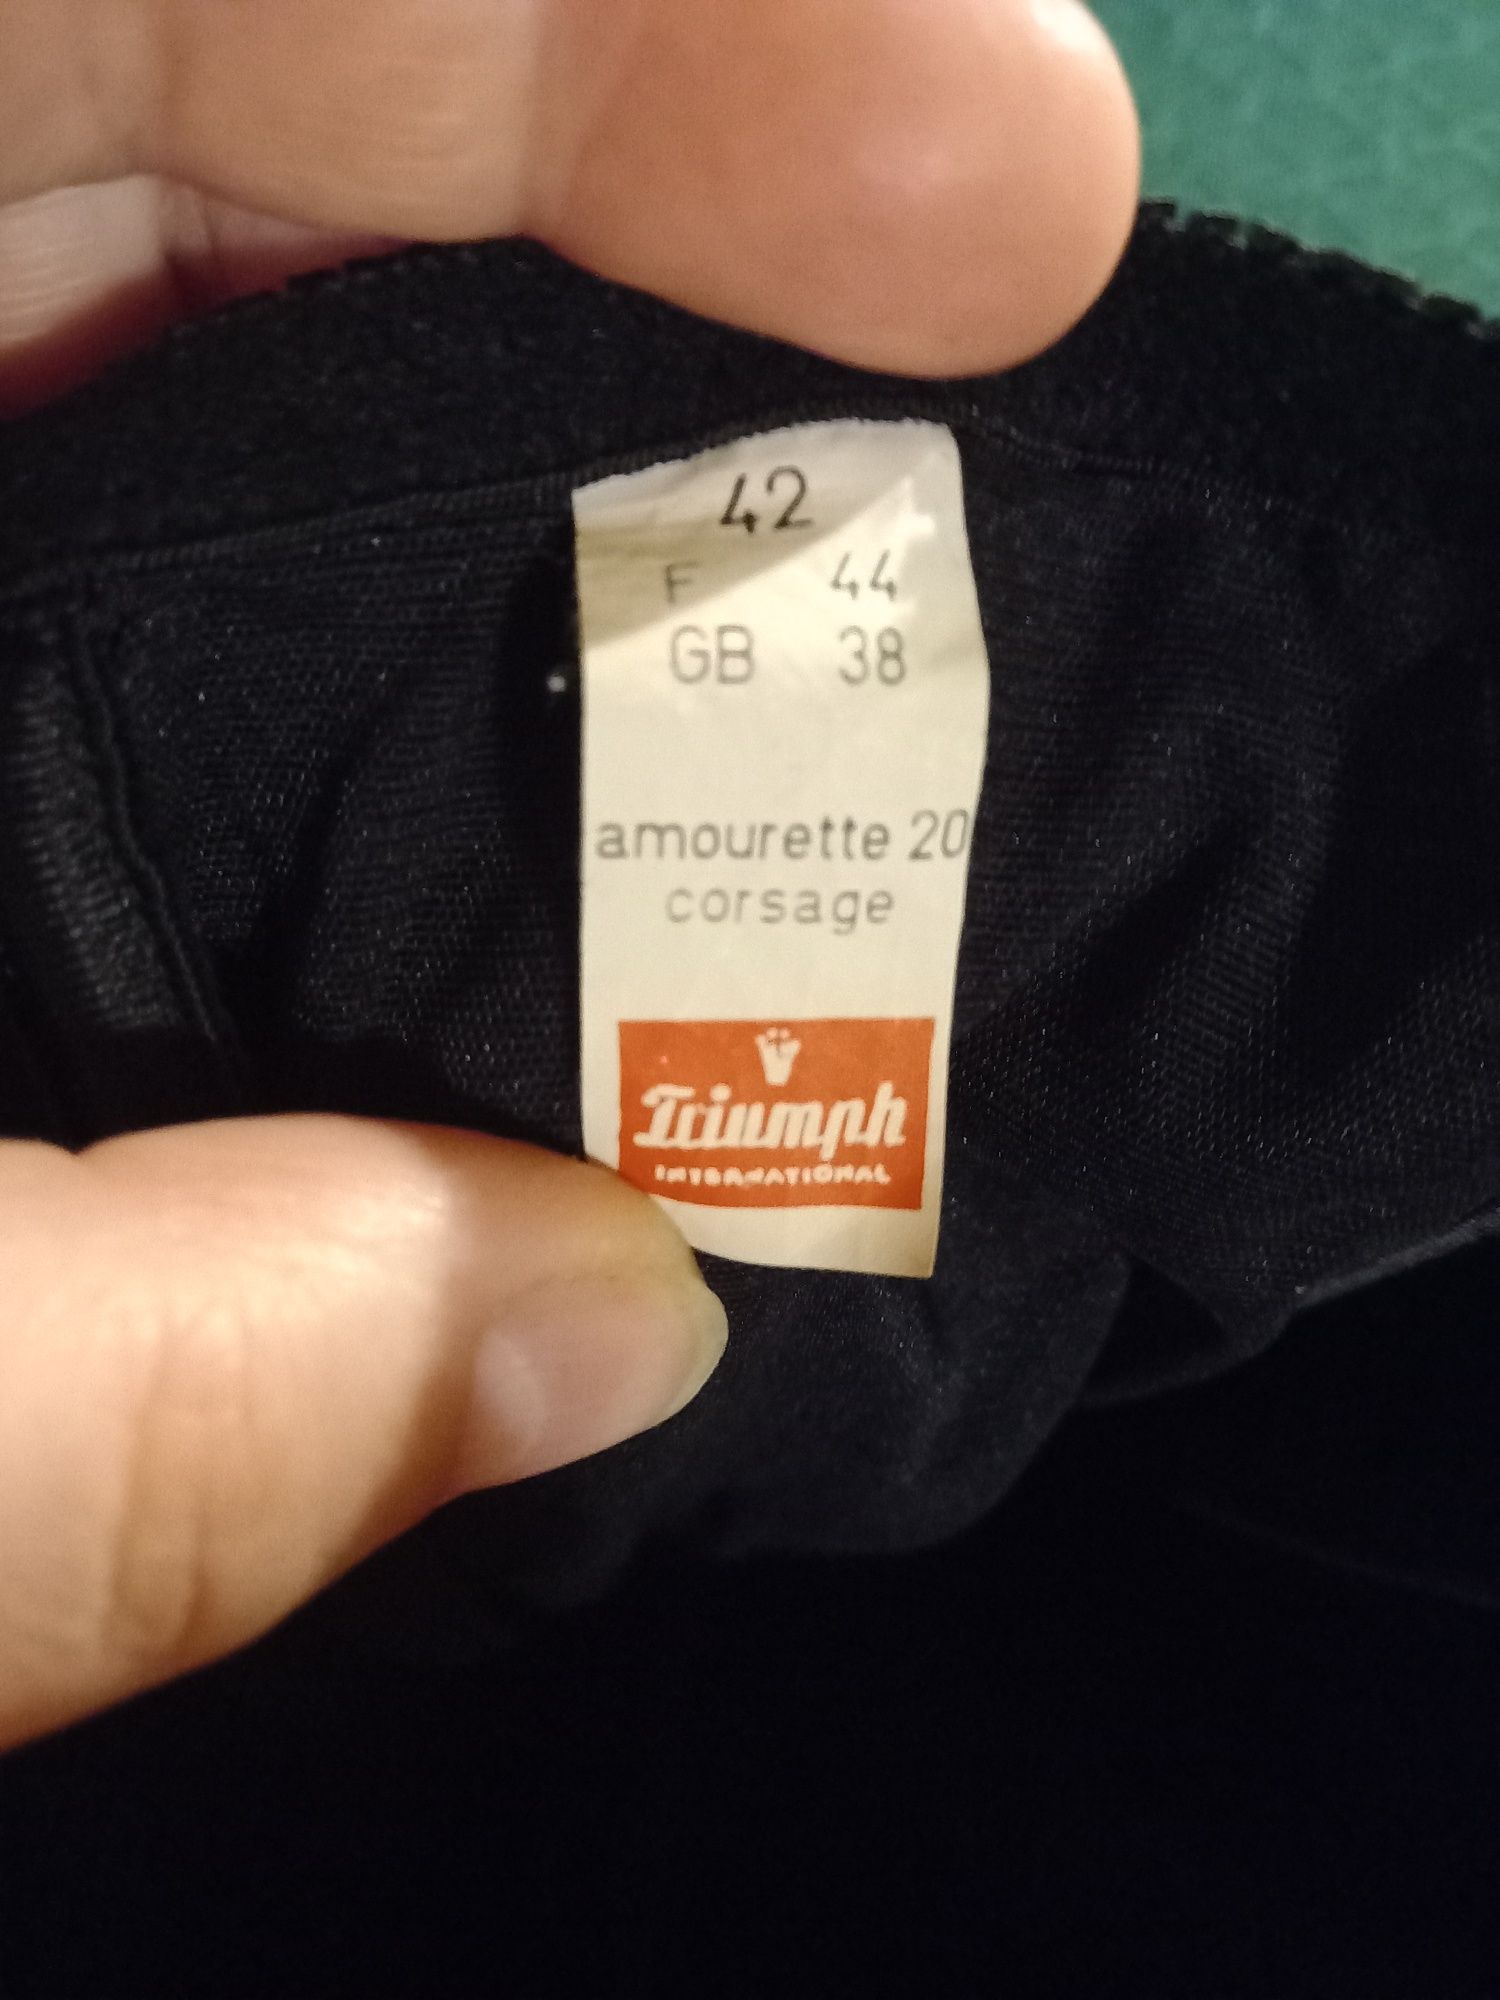 42
F 44
GB 38
amourette 20
corsage
Triumph
INTERNATIONAL